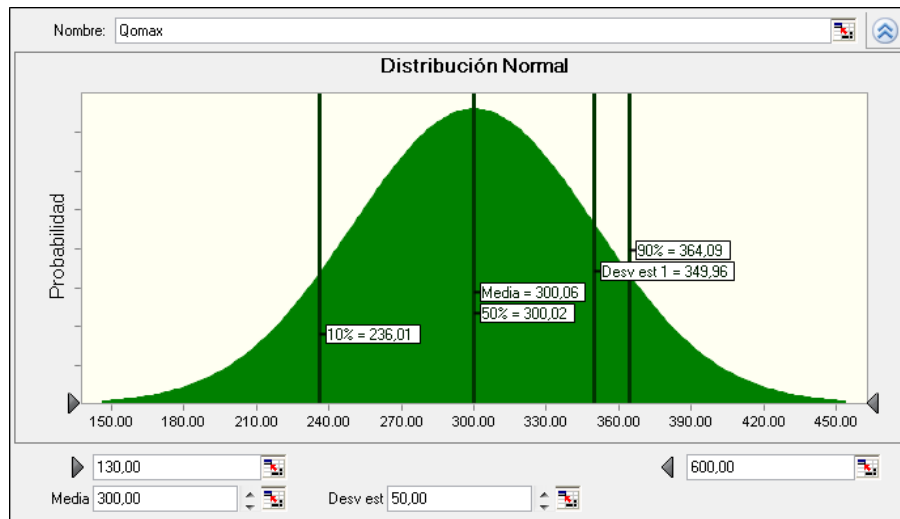 Nombre: Qomax
Distribución Normal
Probabilidad
90% = 364,09
Desv est 1 = 349,96
Media = 300,06
50% = 300,02
10% = 236,01
150.00 180.00 210.00 240.00 270.00 300.00 330.00 360.00 390.00 420.00 450.00
130,00 600,00
Media 300,00 Desv est 50,00